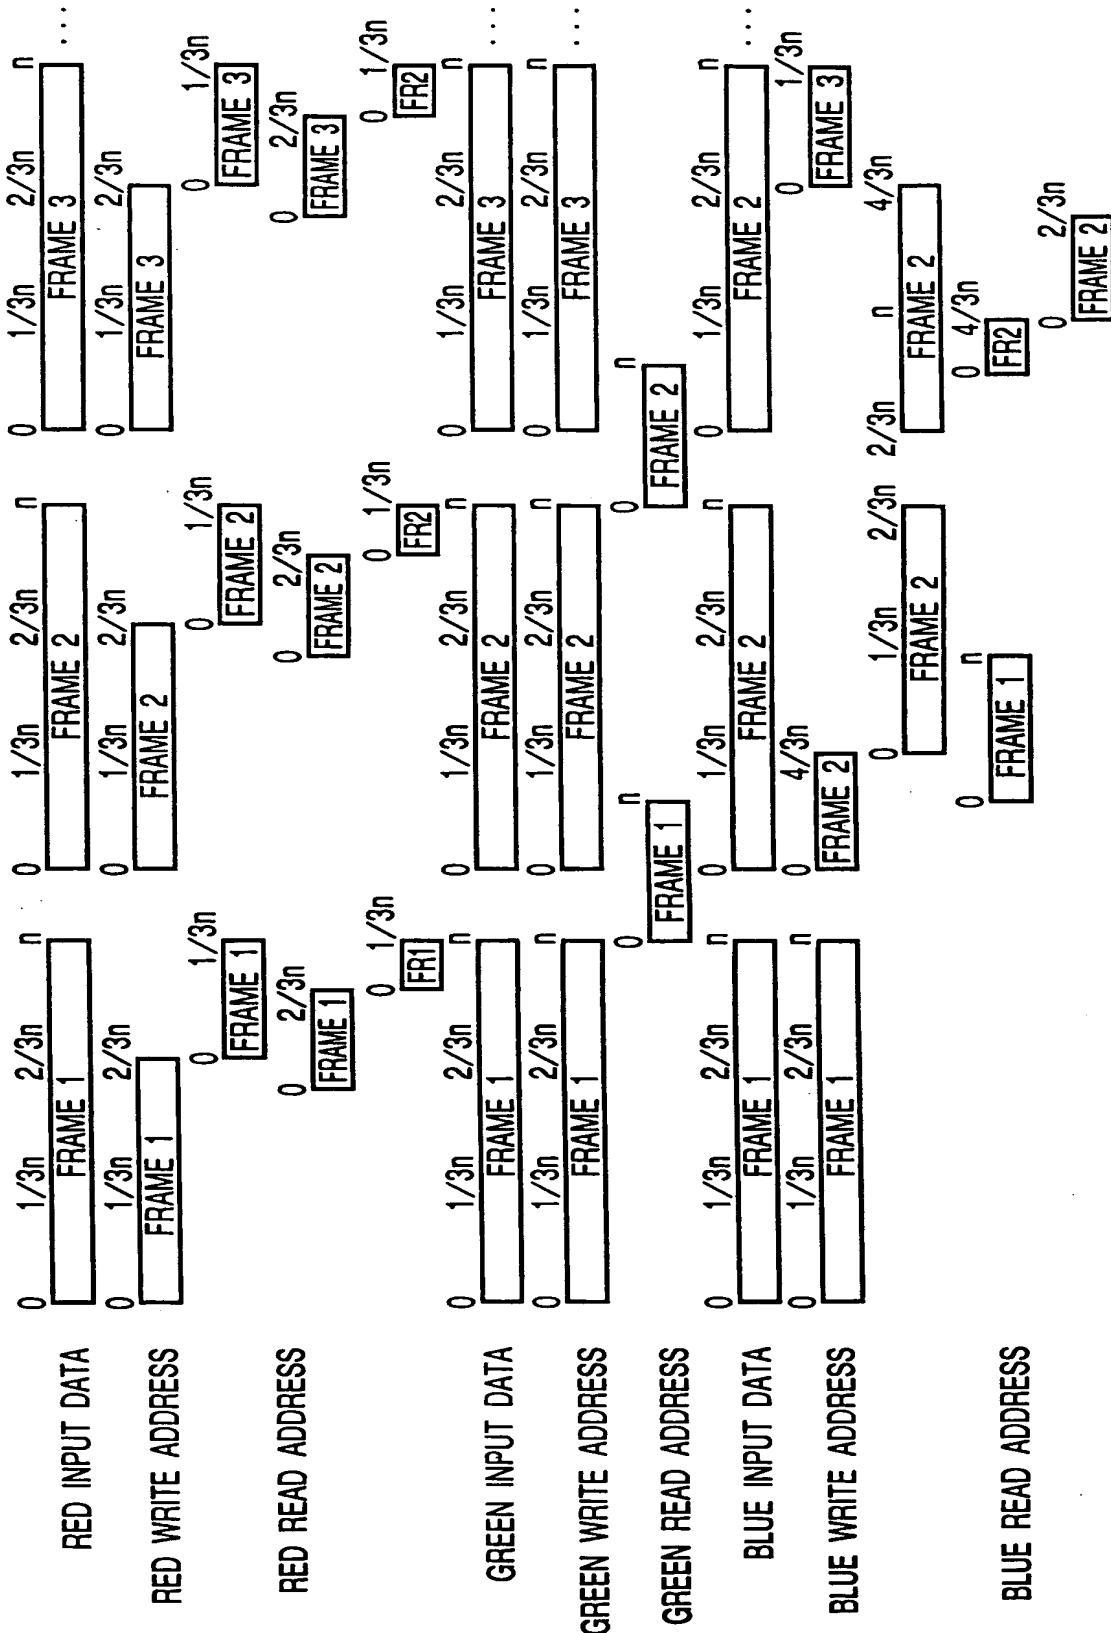 0 1/3n 2/3n n 0 1/3n 2/3n n 0 1/3n 2/3n n
RED INPUT DATA FRAME 1 FRAME 2 FRAME 3 ...
0 1/3n 2/3n 0 1/3n 2/3n 0 1/3n 2/3n
RED WRITE ADDRESS FRAME 1 FRAME 2 FRAME 3
0 1/3n 0 1/3n 0 1/3n
FRAME 1 FRAME 2 FRAME 3
0 2/3n 0 2/3n 0 2/3n
RED READ ADDRESS FRAME 1 FRAME 2 FRAME 3
0 1/3n 0 1/3n 0 1/3n
FR1 FR2 FR2
0 1/3n 2/3n n 0 1/3n 2/3n n 0 1/3n 2/3n n
GREEN INPUT DATA FRAME 1 FRAME 2 FRAME 3 ...
0 1/3n 2/3n n 0 1/3n 2/3n n 0 1/3n 2/3n n
GREEN WRITE ADDRESS FRAME 1 FRAME 2 FRAME 3 ...
0 n 0 n
GREEN READ ADDRESS FRAME 1 FRAME 2
0 1/3n 2/3n n 0 1/3n 2/3n n 0 1/3n 2/3n n
BLUE INPUT DATA FRAME 1 FRAME 2 FRAME 2 ...
0 1/3n 2/3n n 0 4/3n 0 1/3n
BLUE WRITE ADDRESS FRAME 1 FRAME 2 FRAME 3
0 1/3n 2/3n 2/3n n 4/3n
FRAME 2 FRAME 2
0 n 0 4/3n
BLUE READ ADDRESS FRAME 1 FR2
0 2/3n
FRAME 2